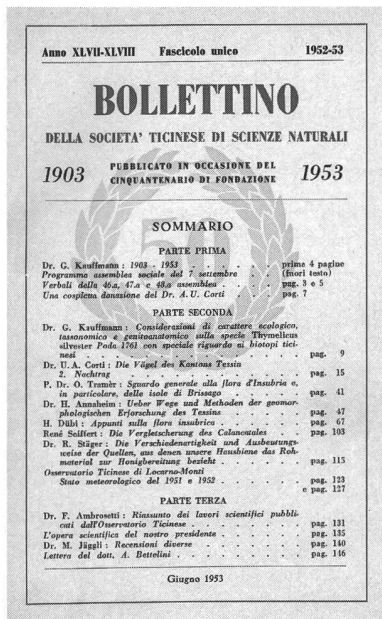 Anno XLVII-XLVIII Fascicolo unico 1952-53
BOLLETTINO
DELLA SOCIETA' TICINESE DI SCIENZE NATURALI
1903 PUBBLICATO IN OCCASIONE DEL CINQUANTENARIO DI FONDAZIONE 1953
50
SOMMARIO
PARTE PRIMA
Dr. G. Kauffmann : 1903 - 1953 . . . . . . prime 4 pagine
Programma assemblea sociale del 7 settembre . . (fuori testo)
Verbali della 46.a, 47.a e 48.a assemblea . . . pag. 3 e 5
Una cospicua donazione del Dr. A. U. Corti . . . pag. 7
PARTE SECONDA
Dr. G. Kauffmann : Considerazioni di carattere ecologico,
tassonomico e genitoanatomico sulla specie Thymelicus
silvester Poda 1761 con speciale riguardo ai biotopi tici-
nesi . . . . . . . . . . pag. 9
Dr. U. A. Corti : Die Vögel des Kantons Tessin
2. Nachtrag . . . . . . . . pag. 15
P. Dr. O. Tramèr : Sguardo generale alla flora d'Insubria e,
in particolare, delle isole di Brissago . . . . pag. 41
Dr. H. Annaheim : Ueber Wege und Methoden der geomor-
phologischen Erforschung des Tessins . . . . pag. 47
H. Dübi : Appunti sulla flora insubrica . . . . . pag. 67
René Seiffert : Die Vergletscherung des Calancatales . pag. 103
Dr. R. Stäger : Die Verschiedenartigkeit und Ausbeutungs-
weise der Quellen, aus denen unsere Hausbiene das Roh-
material zur Honigbereitung bezieht . . . . pag. 115
Osservatorio Ticinese di Locarno-Monti
Stato meteorologico del 1951 e 1952 . . . . . pag. 123
e pag. 127
PARTE TERZA
Dr. F. Ambrosetti : Riassunto dei lavori scientifici pubbli-
cati dall'Osservatorio Ticinese . . . . . . pag. 131
L'opera scientifica del nostro presidente . . . . . pag. 135
Dr. M. Jäggli : Recensioni diverse . . . . . . pag. 140
Lettera del dott. A. Bettelini . . . . . . . pag. 146
Giugno 1953